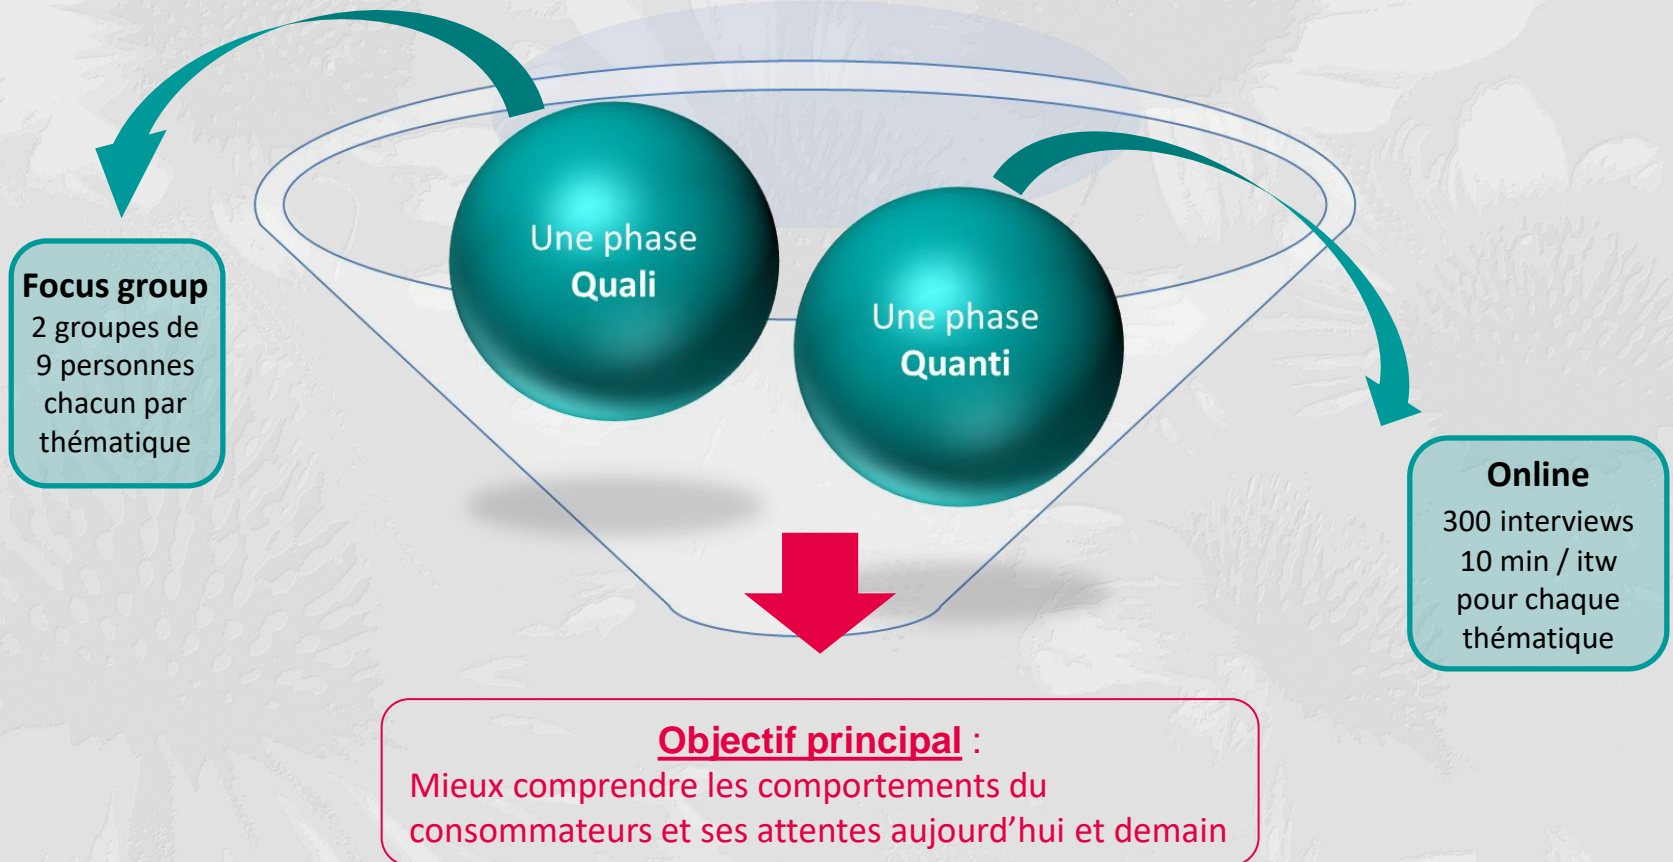 Une phase
Quali
Focus group
2 groupes de
9 personnes
chacun par
thématique
Une phase
Quanti
Online
300 interviews
10 min / itw
pour chaque
thématique
Objectif principal :
Mieux comprendre les comportements du
consommateurs et ses attentes aujourd’hui et demain